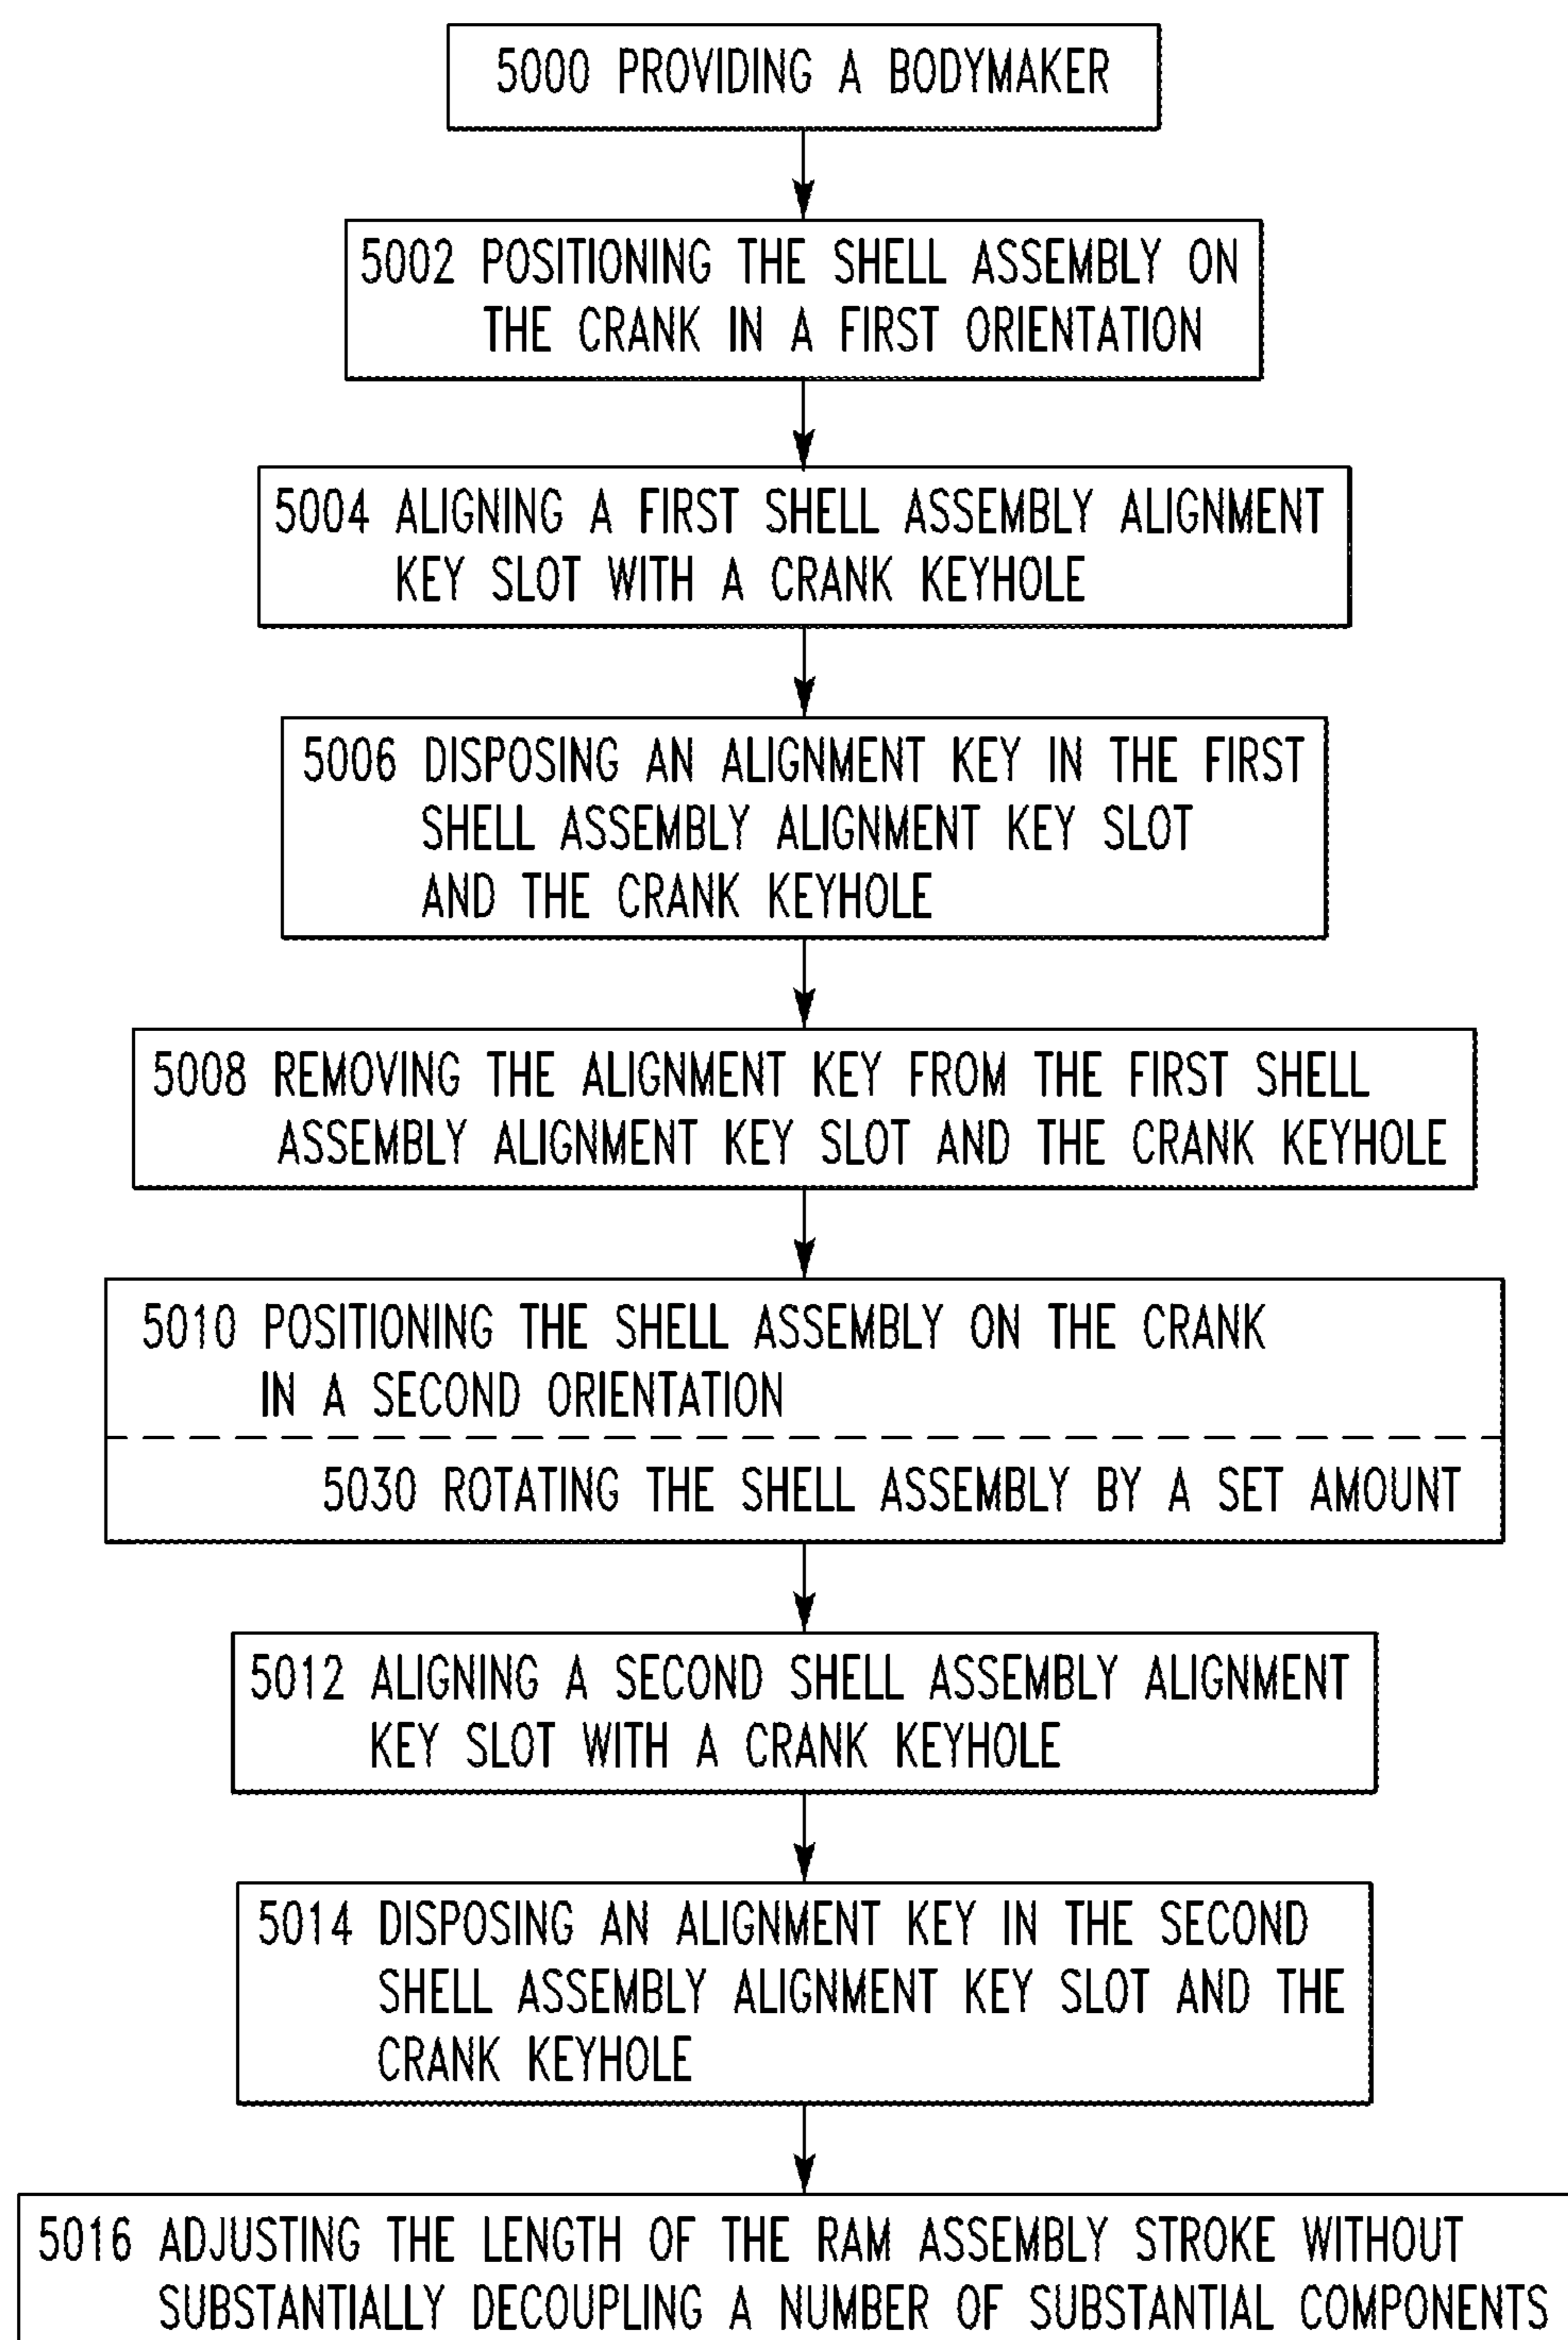 5000 PROVIDING A BODYMAKER
5002 POSITIONING THE SHELL ASSEMBLY ON
THE CRANK IN A FIRST ORIENTATION
5004 ALIGNING A FIRST SHELL ASSEMBLY ALIGNMENT
KEY SLOT WITH A CRANK KEYHOLE
5006 DISPOSING AN ALIGNMENT KEY IN THE FIRST
SHELL ASSEMBLY ALIGNMENT KEY SLOT
AND THE CRANK KEYHOLE
5008 REMOVING THE ALIGNMENT KEY FROM THE FIRST SHELL
ASSEMBLY ALIGNMENT KEY SLOT AND THE CRANK KEYHOLE
5010 POSITIONING THE SHELL ASSEMBLY ON THE CRANK
IN A SECOND ORIENTATION
5030 ROTATING THE SHELL ASSEMBLY BY A SET AMOUNT
5012 ALIGNING A SECOND SHELL ASSEMBLY ALIGNMENT
KEY SLOT WITH A CRANK KEYHOLE
5014 DISPOSING AN ALIGNMENT KEY IN THE SECOND
SHELL ASSEMBLY ALIGNMENT KEY SLOT AND THE
CRANK KEYHOLE
5016 ADJUSTING THE LENGTH OF THE RAM ASSEMBLY STROKE WITHOUT
SUBSTANTIALLY DECOUPLING A NUMBER OF SUBSTANTIAL COMPONENTS